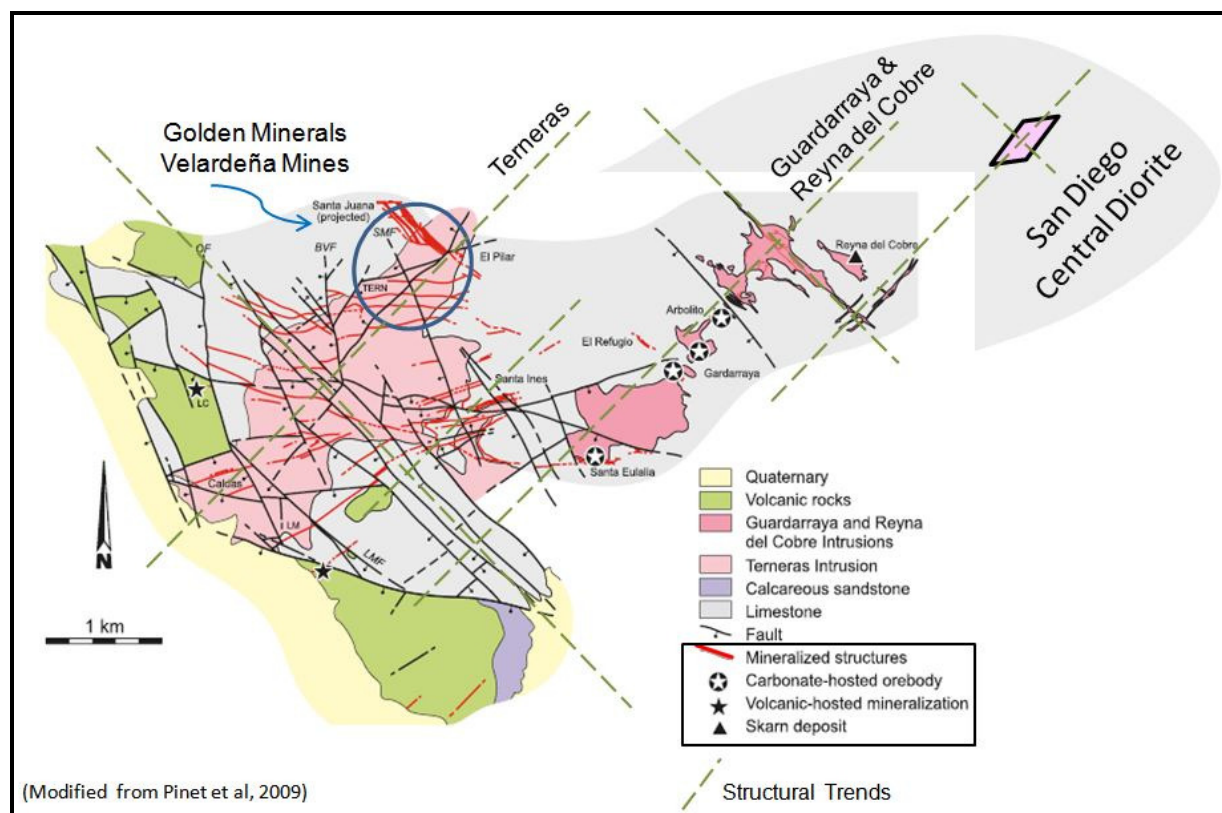 Golden Minerals
Velardeña Mines
Terneras
Guardarraya &
Reyna del Cobre
San Diego
Central Diorite
Santa Juana
(projected)
SMF
OF
BVF
El Pilar
TERN
Reyna del Cobre
Arbolito
El Refugio
Gardarraya
Santa Ines
LC
Santa Eulalia
Caldas
LM
LMF
N
1 km
Quaternary
Volcanic rocks
Guardarraya and Reyna
del Cobre Intrusions
Terneras Intrusion
Calcareous sandstone
Limestone
Fault
Mineralized structures
Carbonate-hosted orebody
Volcanic-hosted mineralization
Skarn deposit
Structural Trends
(Modified from Pinet et al, 2009)